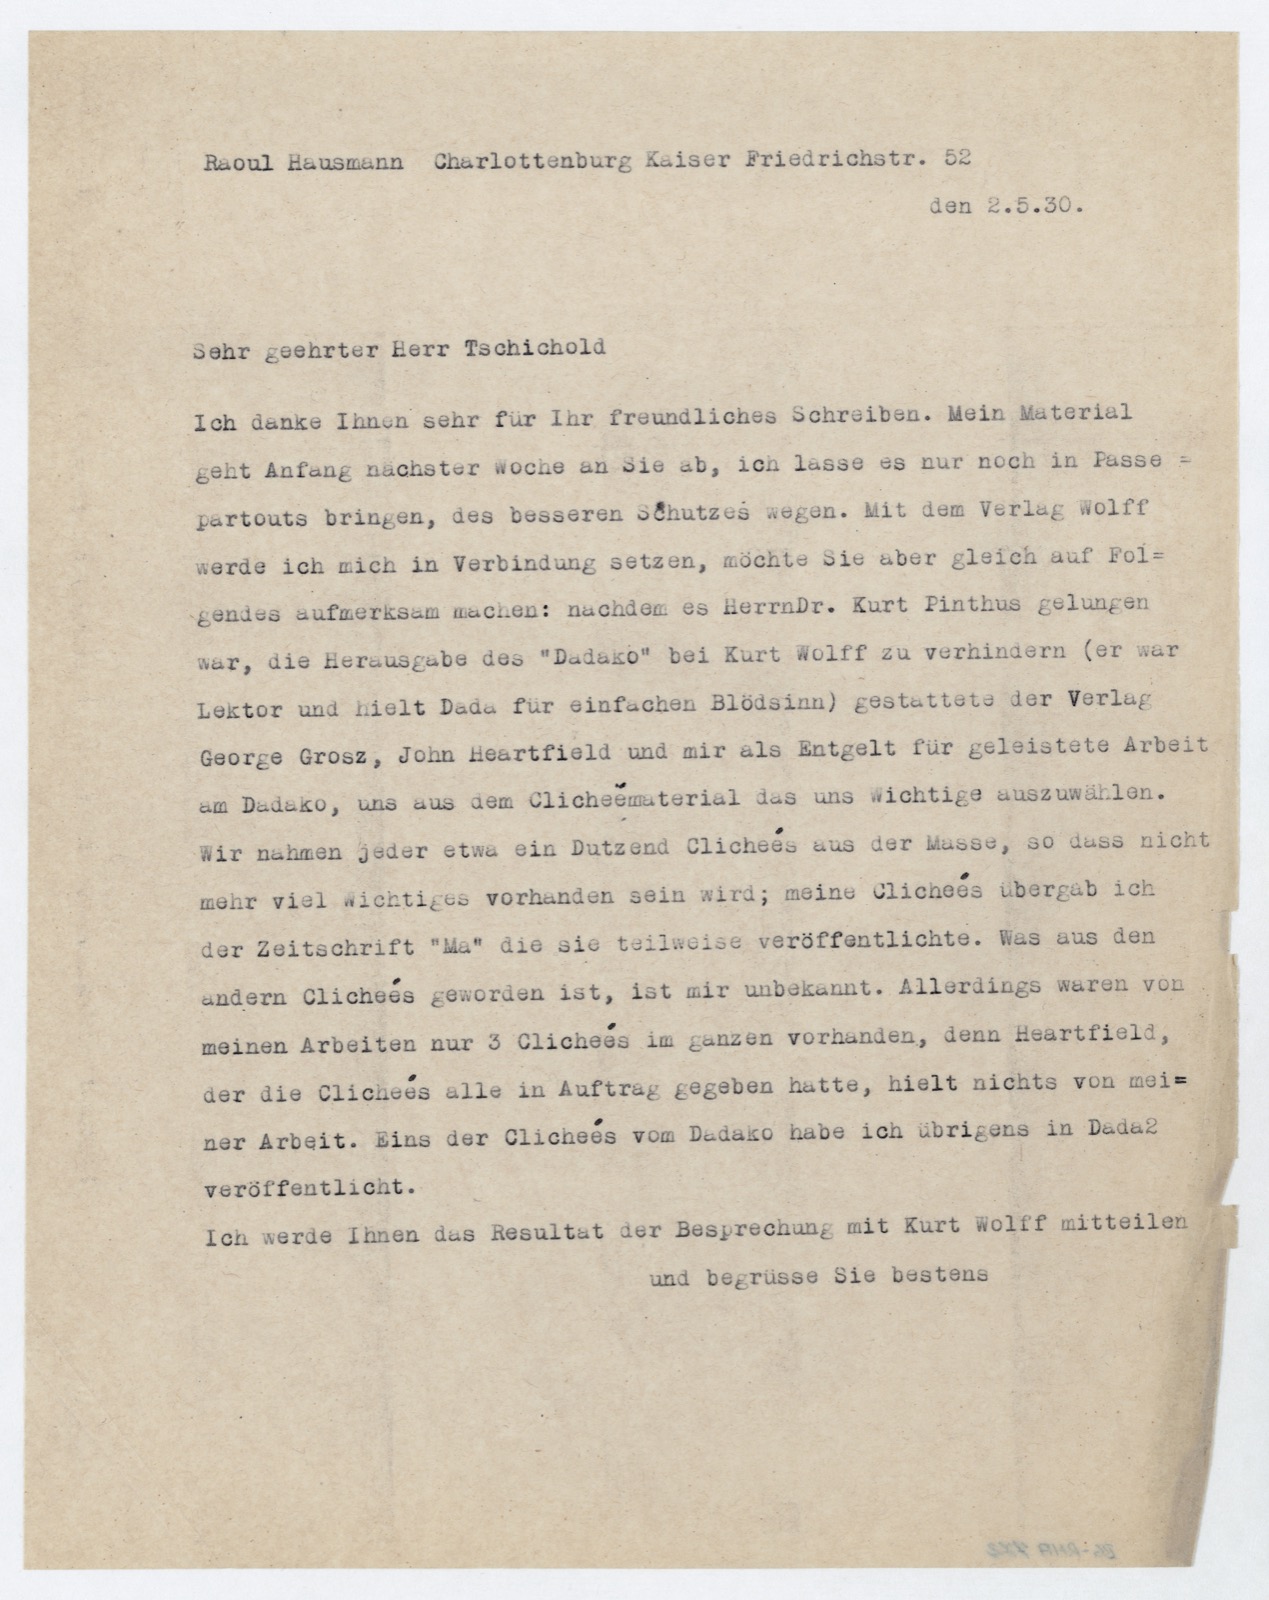 Raoul Hausmann  Charlottenburg Kaiser Friedrichstr. 52
den 2.5.30.
Sehr geehrter Herr Tschichold
Ich danke Ihnen sehr für Ihr freundliches Schreiben. Mein Material
geht Anfang nächster Woche an Sie ab, ich lasse es nur noch in Passe =
partouts bringen, des besseren Schutzes wegen. Mit dem Verlag Wolff
werde ich mich in Verbindung setzen, möchte Sie aber gleich auf Fol=
gendes aufmerksam machen: nachdem es HerrnDr. Kurt Pinthus gelungen
war, die Herausgabe des "Dadako" bei Kurt Wolff zu verhindern (er war
Lektor und hielt Dada für einfachen Blödsinn) gestattete der Verlag
George Grosz, John Heartfield und mir als Entgelt für geleistete Arbeit
am Dadako, uns aus dem Clicheématerial das uns Wichtige auszuwählen.
Wir nahmen jeder etwa ein Dutzend Clicheés aus der Masse, so dass nicht
mehr viel Wichtiges vorhanden sein wird; meine Clicheés übergab ich
der Zeitschrift "Ma" die sie teilweise veröffentlichte. Was aus den
andern Clicheés geworden ist, ist mir unbekannt. Allerdings waren von
meinen Arbeiten nur 3 Clicheés im ganzen vorhanden, denn Heartfield,
der die Clicheés alle in Auftrag gegeben hatte, hielt nichts von mei=
ner Arbeit. Eins der Clicheés vom Dadako habe ich übrigens in Dada2
veröffentlicht.
Ich werde Ihnen das Resultat der Besprechung mit Kurt Wolff mitteilen
und begrüsse Sie bestens